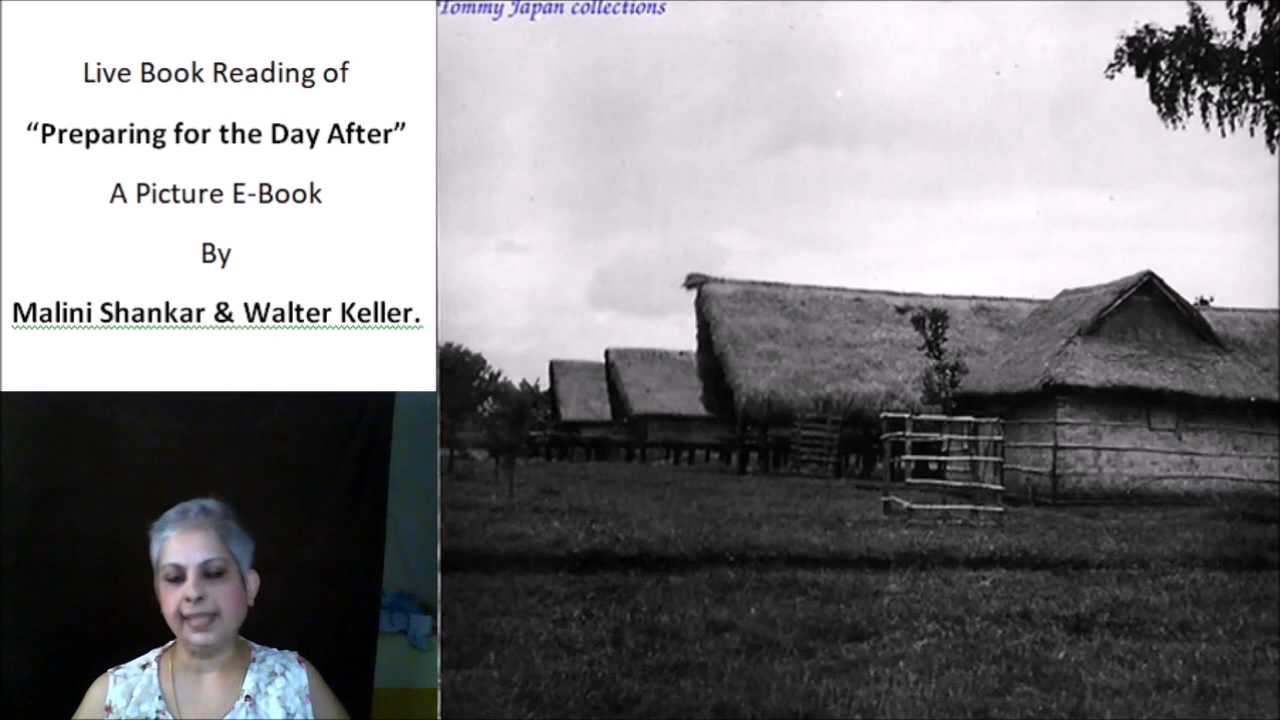 Live Book Reading of
“Preparing for the Day After”
A Picture E-Book
By
Malini Shankar & Walter Keller.
Tommy Japan collections